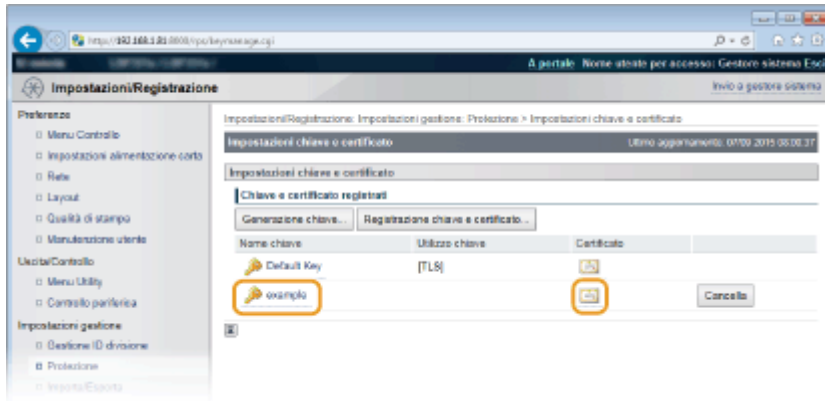 http://192.168.1.81:8000/rps/keymanage.cgi
A portale Nome utente per accesso: Gestore sistema Esci
Impostazioni/Registrazione
Invio a gestore sistema
Preferenze
Menu Controllo
Impostazioni alimentazione carta
Rete
Layout
Qualità di stampa
Manutenzione utente
Uscita/Controllo
Menu Utility
Controllo periferica
Impostazioni gestione
Gestione ID divisione
Protezione
Importa/Esporta
Impostazioni/Registrazione: Impostazioni gestione: Protezione > Impostazioni chiave e certificato
Impostazioni chiave e certificato
Ultimo aggiornamento: 07/09 2015 08:00:37
Impostazioni chiave e certificato
Chiave e certificato registrati
Generazione chiave... Registrazione chiave e certificato...
Nome chiave Utilizzo chiave Certificato
Default Key [TLS]
example Cancella